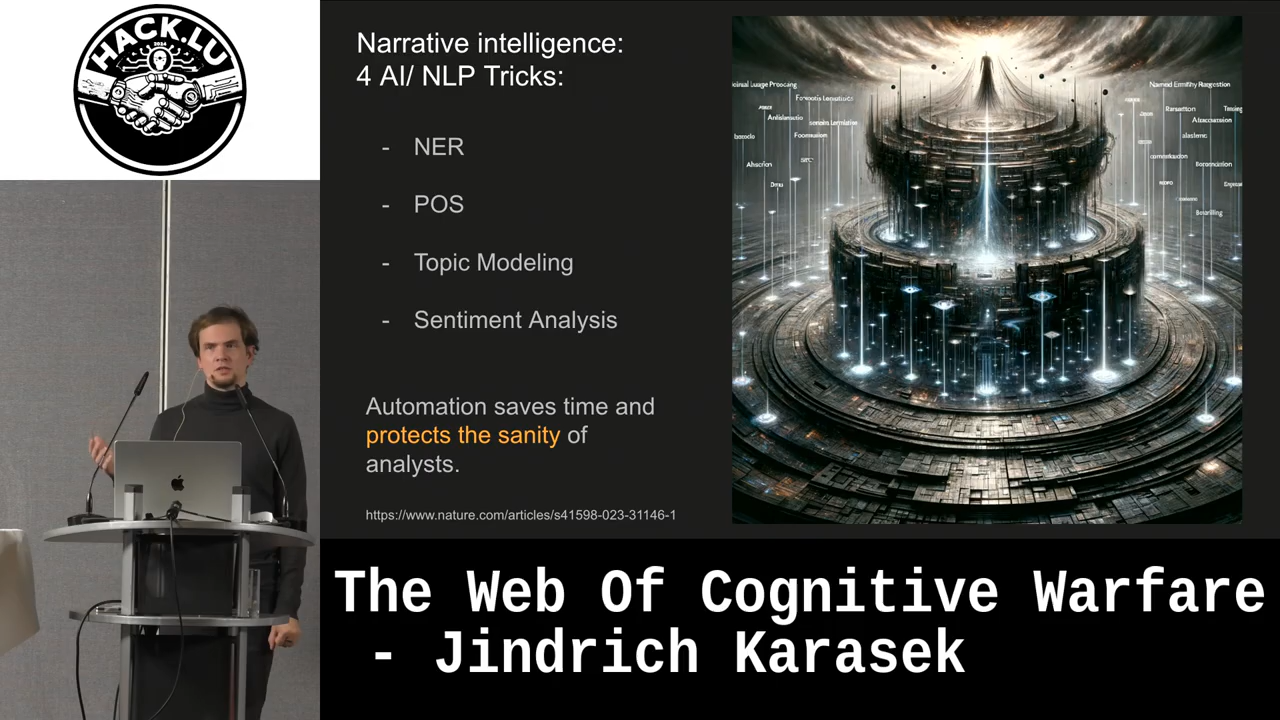 HACK.LU
2024
Narrative intelligence:
4 AI/ NLP Tricks:
- NER
- POS
- Topic Modeling
- Sentiment Analysis
Automation saves time and
protects the sanity of
analysts.
https://www.nature.com/articles/s41598-023-31146-1
The Web Of Cognitive Warfare
- Jindrich Karasek